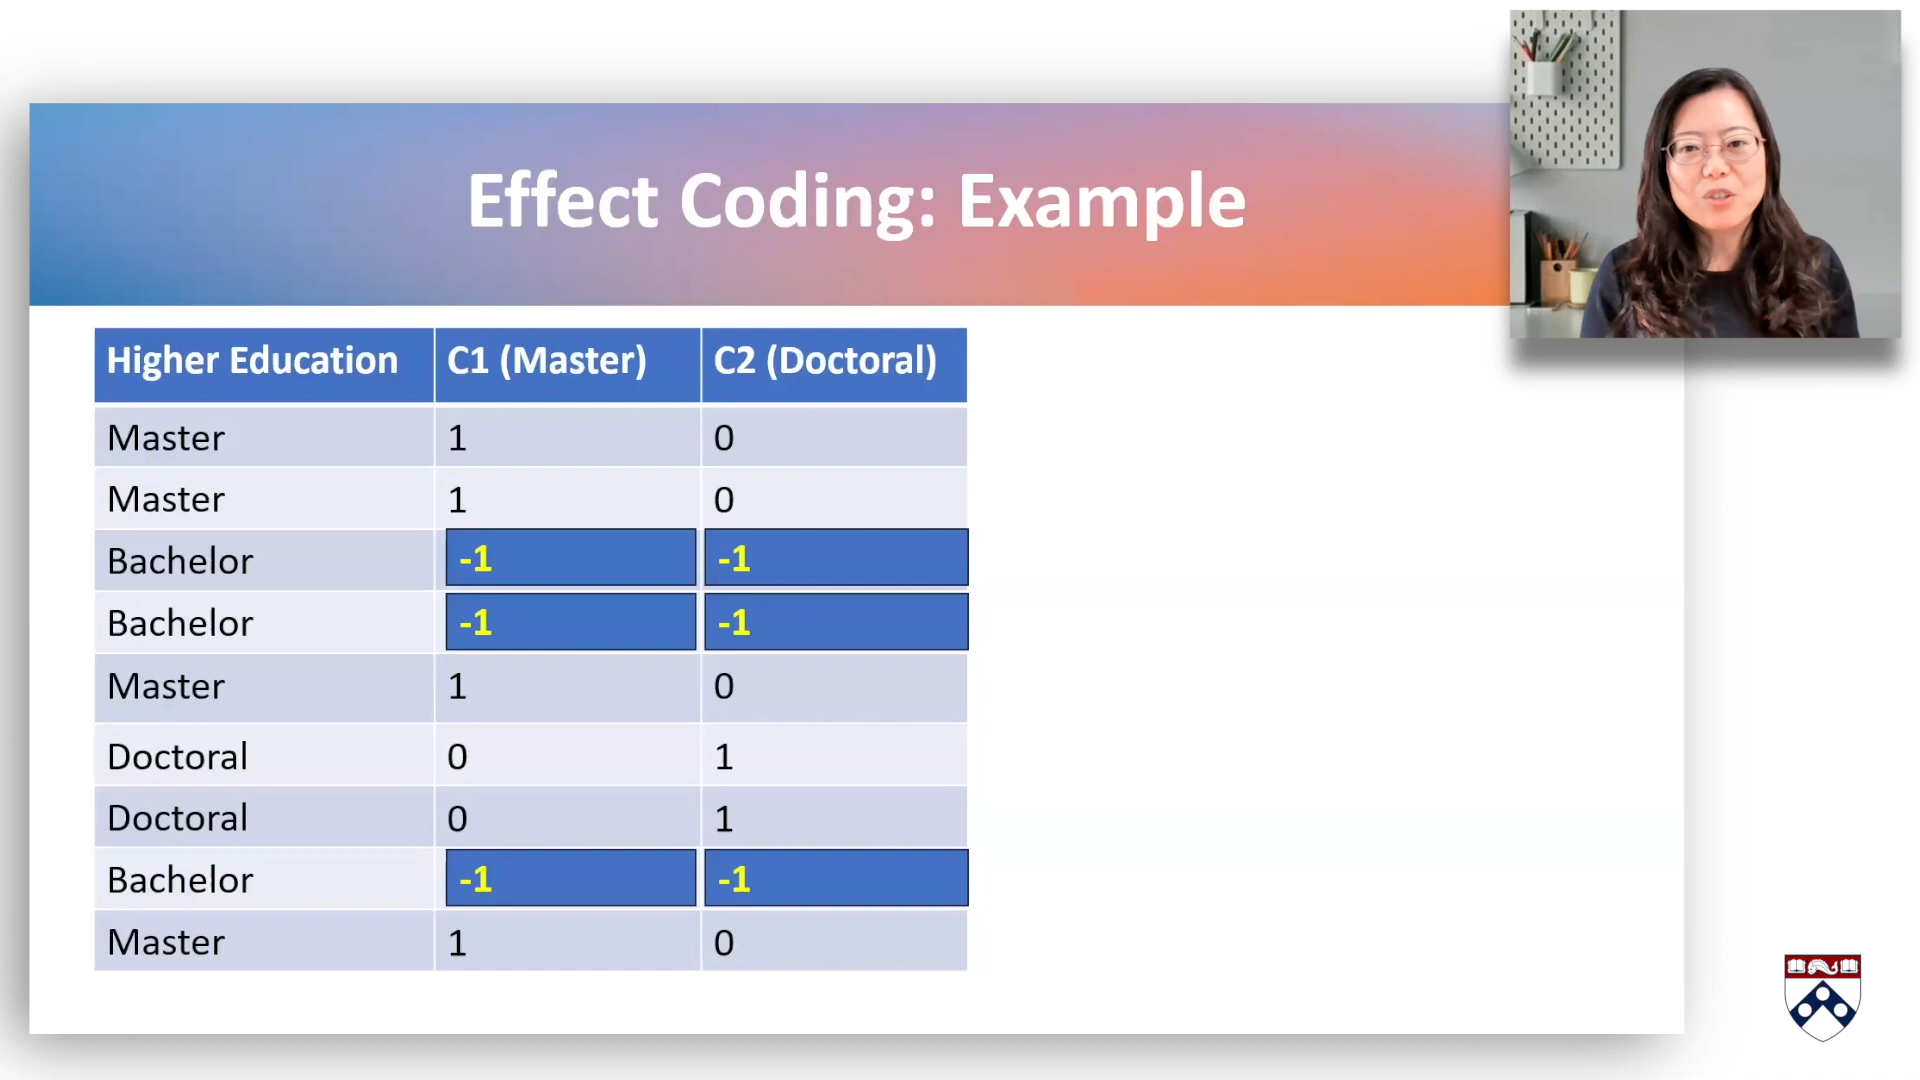 Effect Coding: Example
Higher Education C1 (Master) C2 (Doctoral)
Master 1 0
Master 1 0
Bachelor -1 -1
Bachelor -1 -1
Master 1 0
Doctoral 0 1
Doctoral 0 1
Bachelor -1 -1
Master 1 0